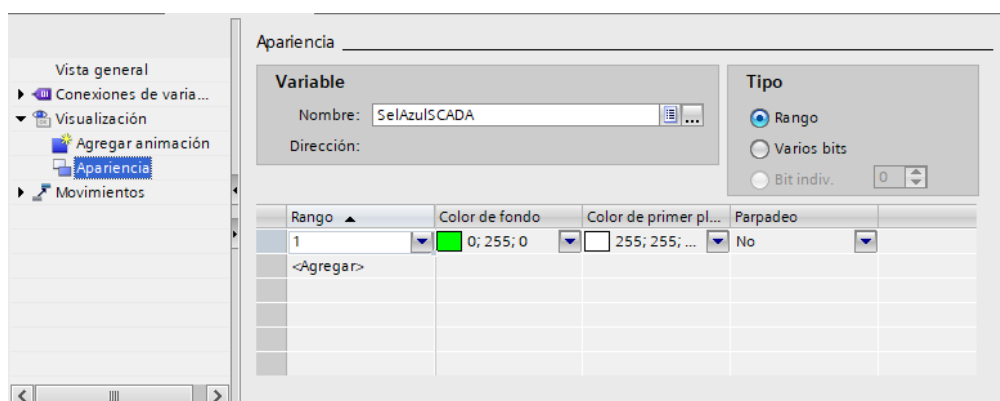 Apariencia
Vista general
Conexiones de varia...
Visualización
Agregar animación
Apariencia
Movimientos
Variable
Nombre: SelAzulSCADA ...
Dirección:
Tipo
Rango
Varios bits
Bit indiv. 0
Rango Color de fondo Color de primer pl... Parpadeo
1 0; 255; 0 255; 255; ... No
<Agregar>